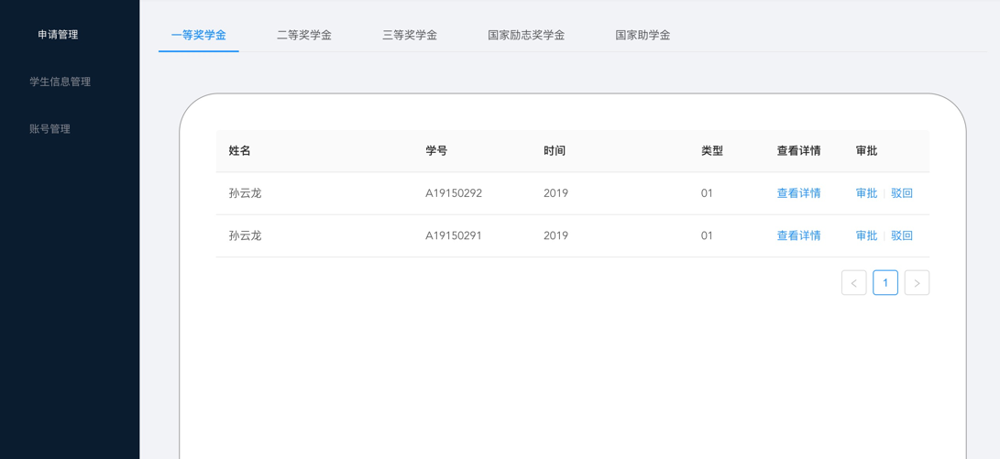 申请管理
学生信息管理
账号管理
一等奖学金 二等奖学金 三等奖学金 国家励志奖学金 国家助学金
姓名 学号 时间 类型 查看详情 审批
孙云龙 A19150292 2019 01 查看详情 审批 | 驳回
孙云龙 A19150291 2019 01 查看详情 审批 | 驳回
< 1 >